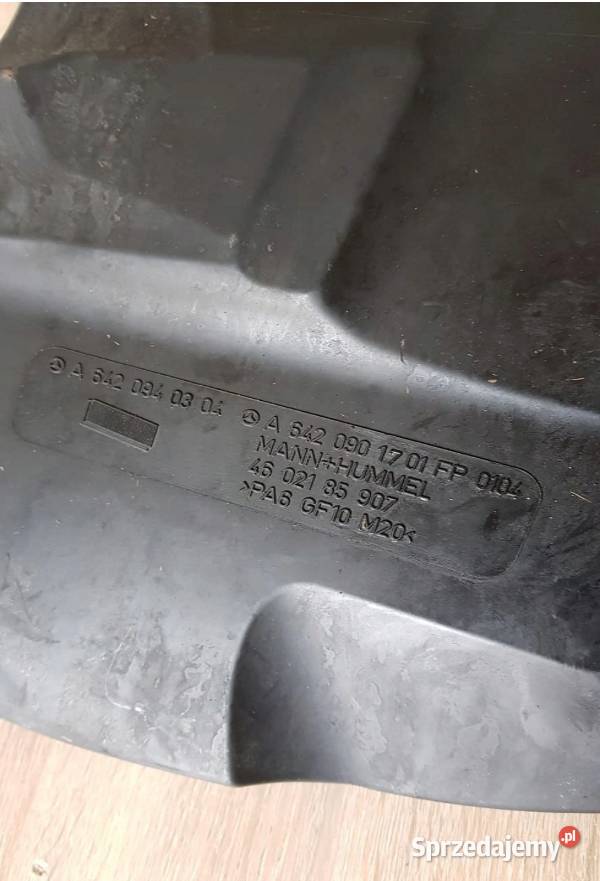 A 642 094 03 04
A 642 090 17 01 FP 0104
MANN+HUMMEL
46 021 85 907
>PA6 GF10 M20<
Sprzedajemy.pl